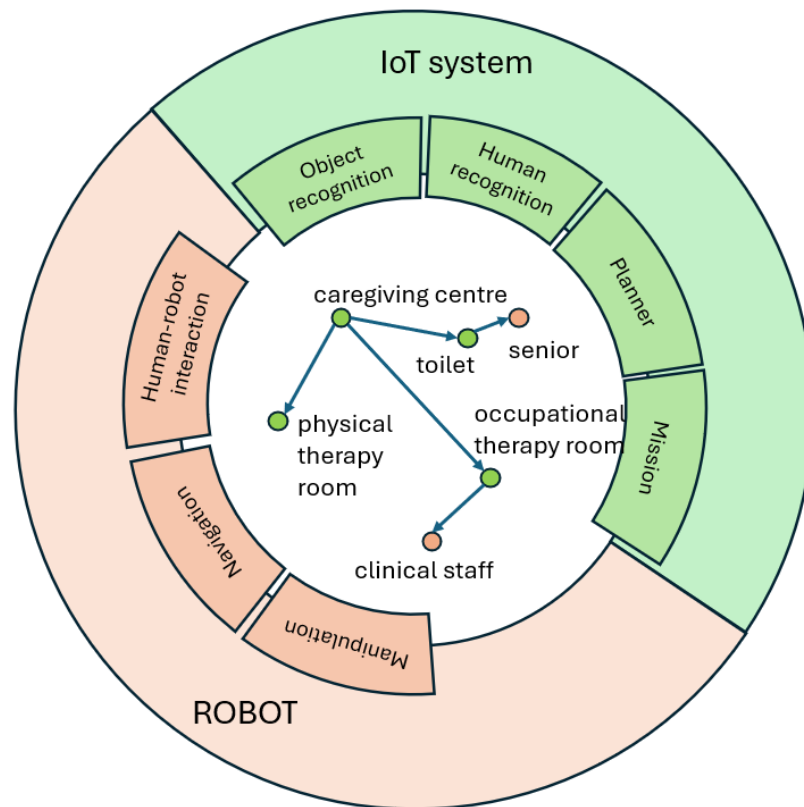 IoT system
Object
recognition
Human
recognition
Planner
Mission
Human-robot
interaction
Navigation
Manipulation
ROBOT
caregiving centre
toilet
senior
physical
therapy
room
occupational
therapy room
clinical staff